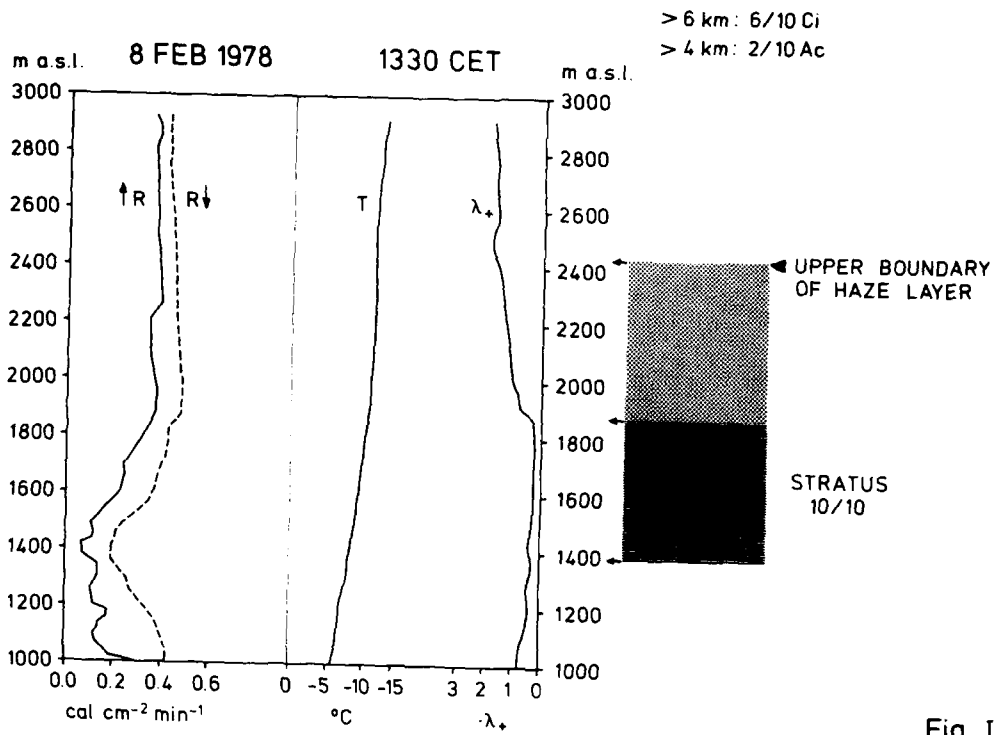 > 6 km: 6/10 Ci
> 4 km: 2/10 Ac
m a.s.l. 8 FEB 1978 1330 CET m a.s.l.
3000 3000
2800 2800
2600 ↑R R↓ T λ+ 2600
2400 2400 UPPER BOUNDARY
OF HAZE LAYER
2200 2200
2000 2000
1800 1800
1600 1600 STRATUS
10/10
1400 1400
1200 1200
1000 1000
0.0 0.2 0.4 0.6 0 -5 -10 -15 3 2 1 0
cal cm⁻² min⁻¹ °C -λ+
Fig. I